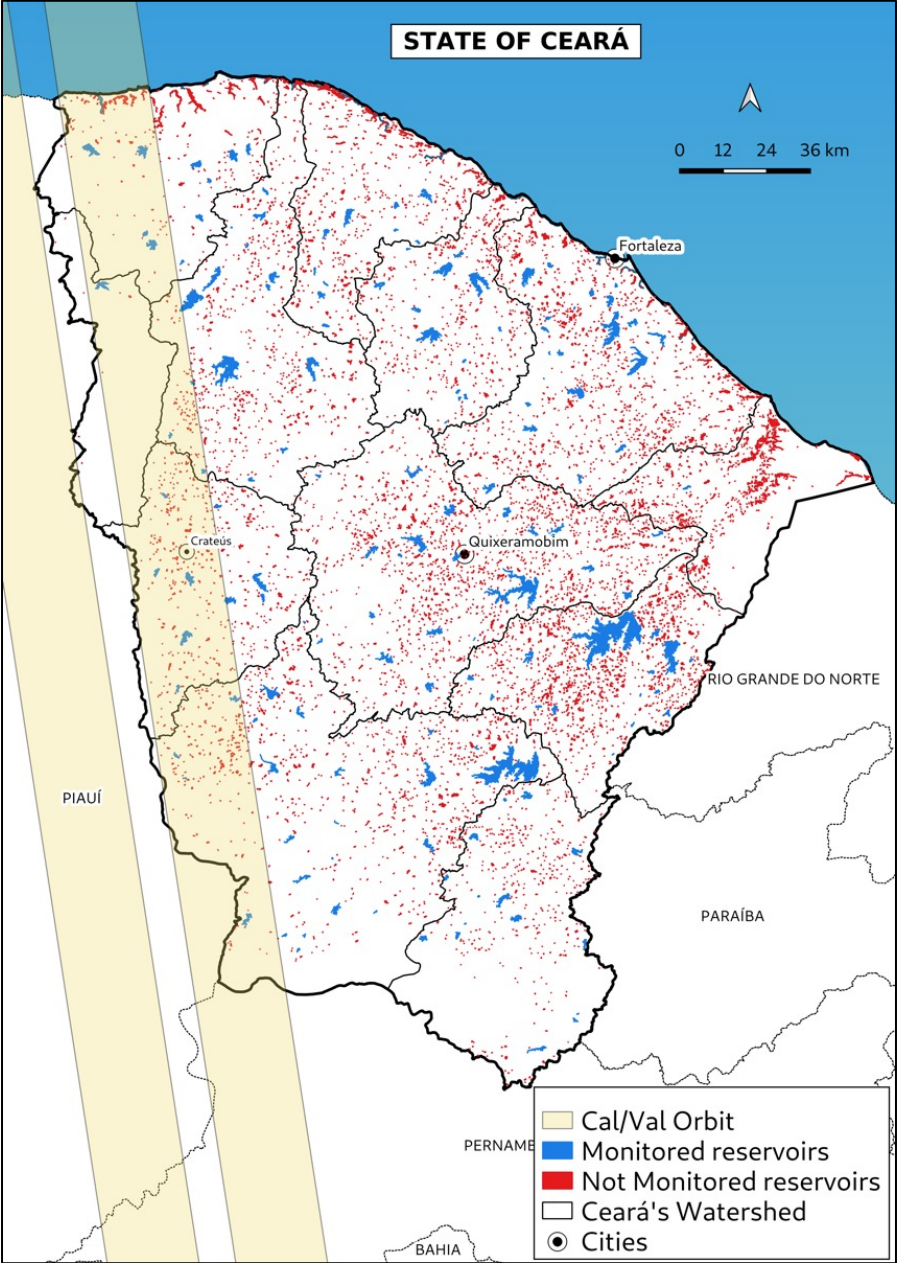 STATE OF CEARÁ
0 12 24 36 km
Fortaleza
Crateús
Quixeramobim
RIO GRANDE DO NORTE
PIAUÍ
PARAÍBA
PERNAME
Cal/Val Orbit
Monitored reservoirs
Not Monitored reservoirs
Ceará's Watershed
Cities
BAHIA